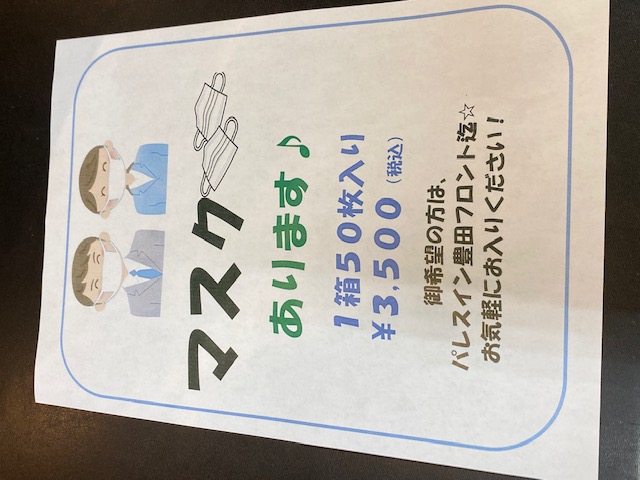 マスク
あります♪
1箱50枚入り
¥3,500（税込）
御希望の方は、
パレスイン豊田フロント迄☆
お気軽にお入りください！